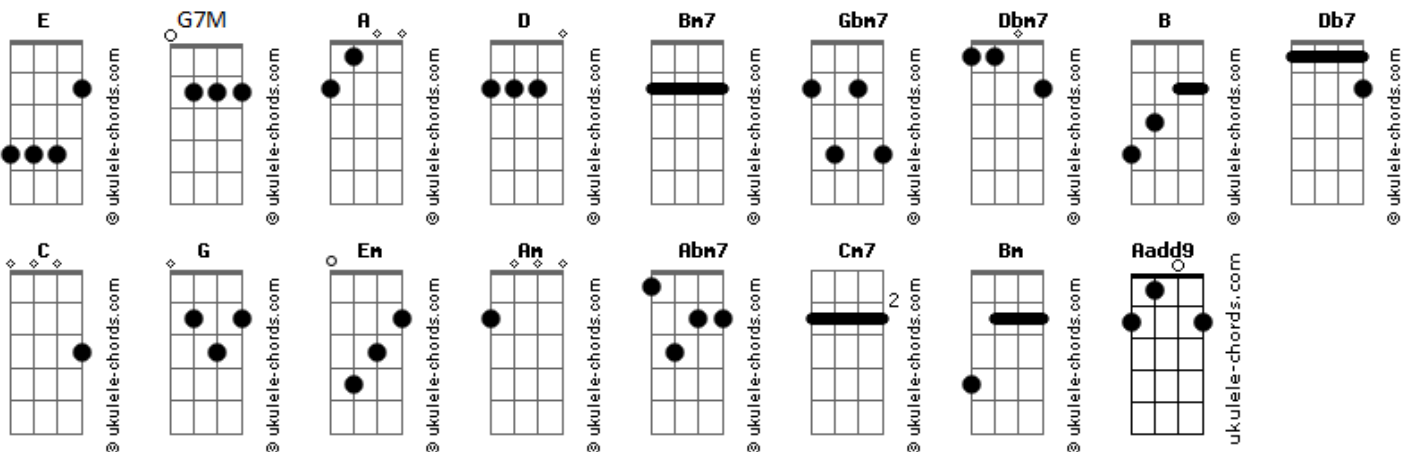 E G7M A D Bm7 Gbm7 Dbm7 B Db7
© ukulele-chords.com © ukulele-chords.com © ukulele-chords.com © ukulele-chords.com © ukulele-chords.com © ukulele-chords.com © ukulele-chords.com © ukulele-chords.com © ukulele-chords.com
C G Em Am Abm7 Cm7 Bm Aadd9
2
© ukulele-chords.com © ukulele-chords.com © ukulele-chords.com © ukulele-chords.com © ukulele-chords.com © ukulele-chords.com © ukulele-chords.com ukulele-chords.com